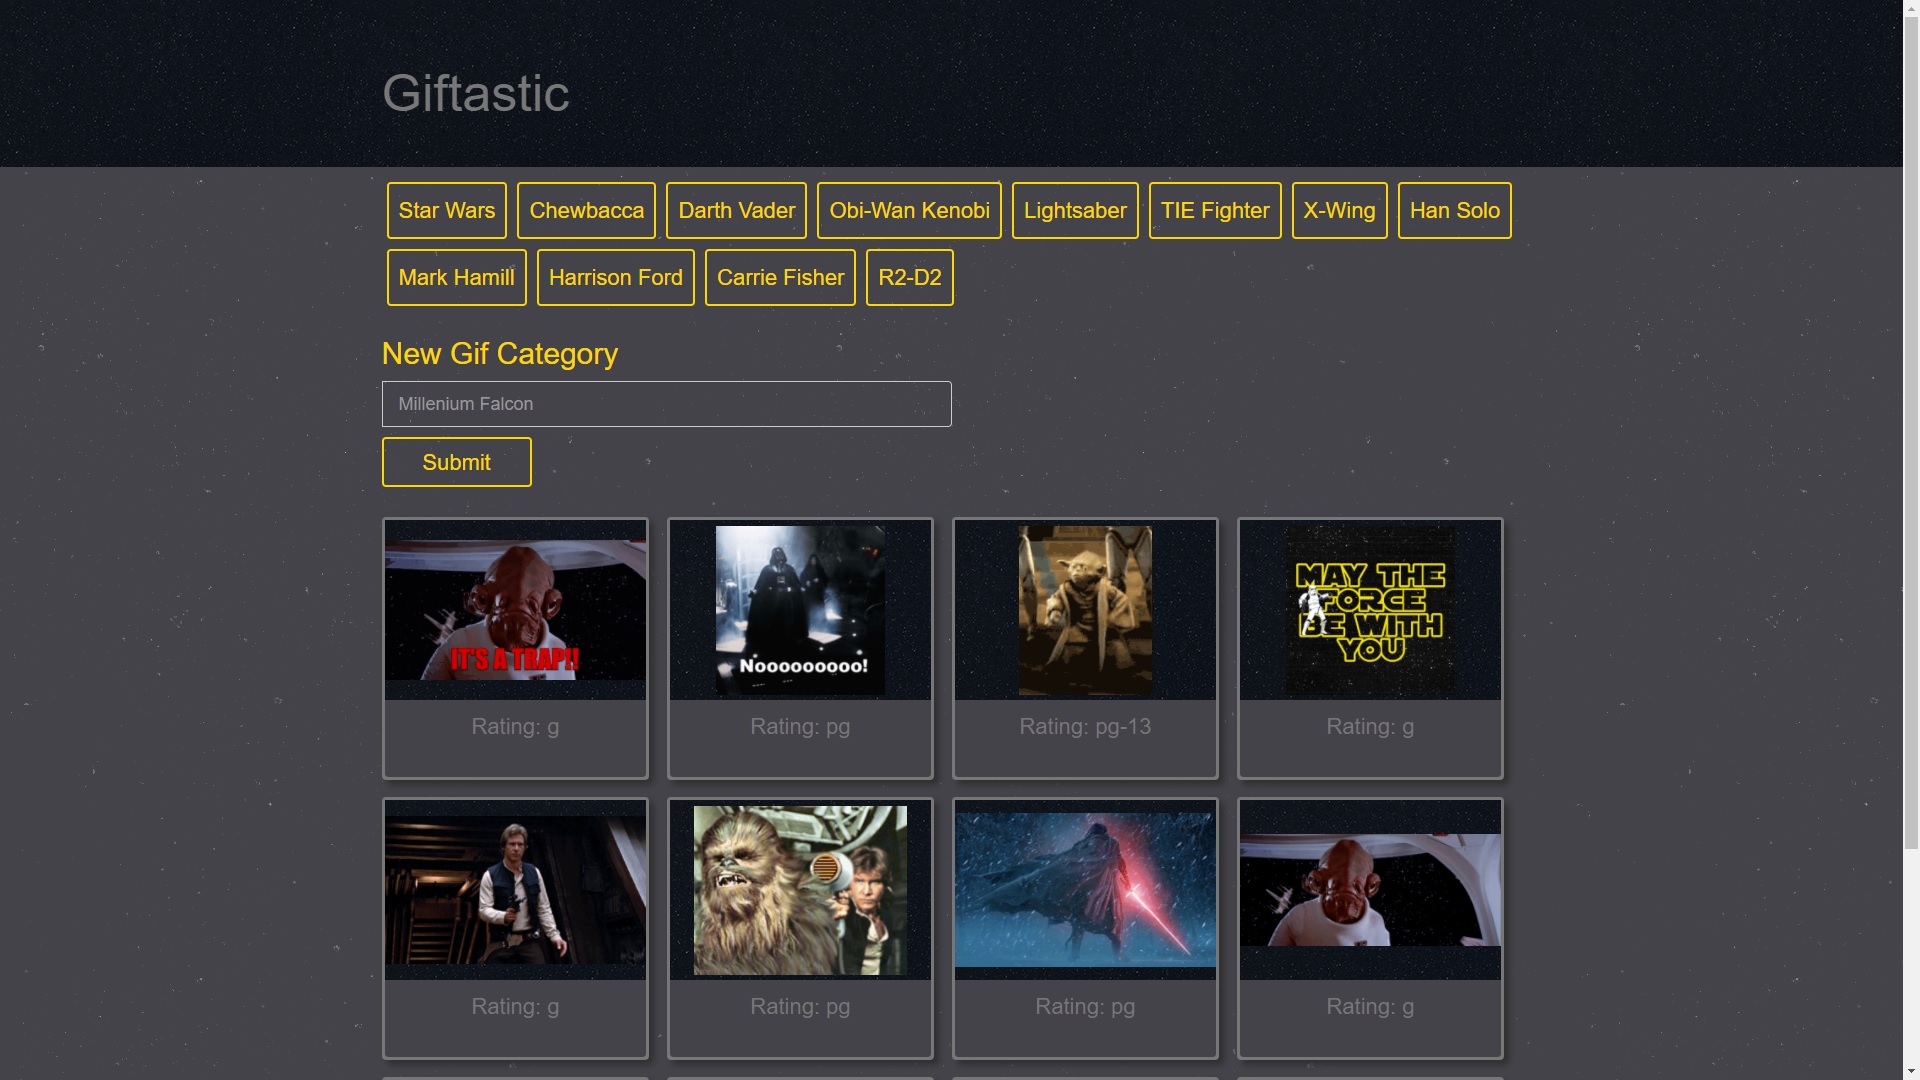 Giftastic
Star Wars Chewbacca Darth Vader Obi-Wan Kenobi Lightsaber TIE Fighter X-Wing Han Solo
Mark Hamill Harrison Ford Carrie Fisher R2-D2
New Gif Category
Millenium Falcon
Submit
IT'S A TRAP!!
Nooooooooo!
MAY THE
FORCE
BE WITH
YOU
Rating: g
Rating: pg
Rating: pg-13
Rating: g
Rating: g
Rating: pg
Rating: pg
Rating: g